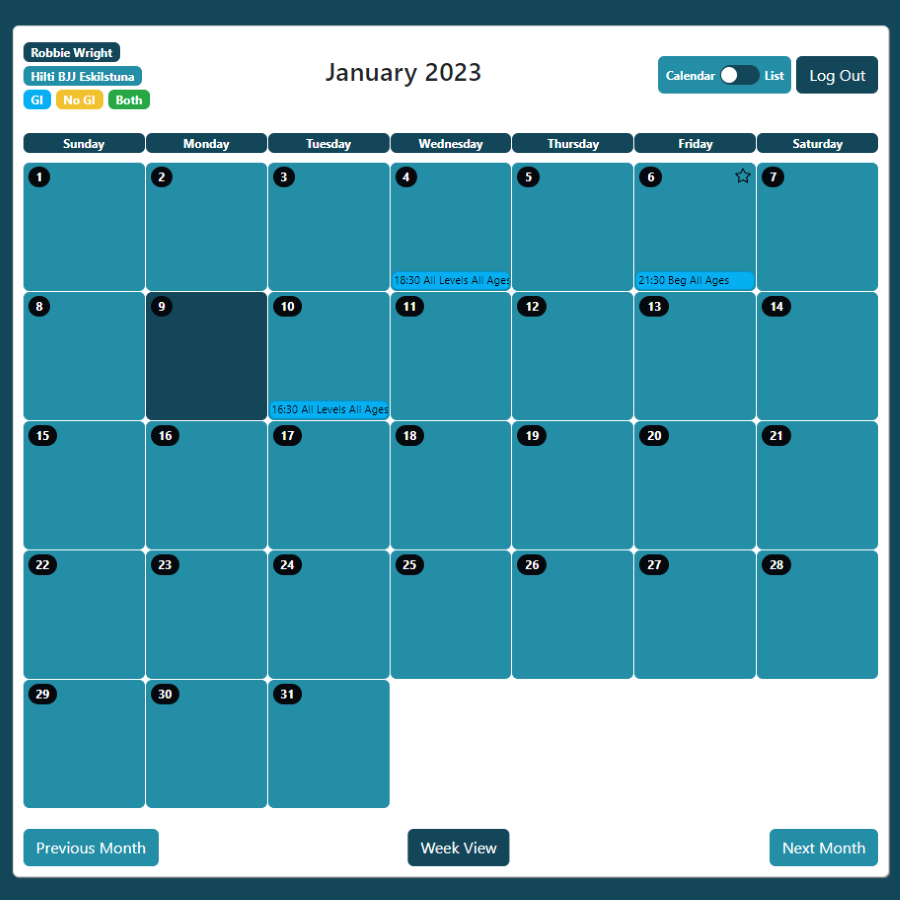 Robbie Wright
Hilti BJJ Eskilstuna
GI No GI Both
January 2023
Calendar List Log Out
Sunday Monday Tuesday Wednesday Thursday Friday Saturday
1 2 3 4 5 6 7
18:30 All Levels All Ages 21:30 Beg All Ages
8 9 10 11 12 13 14
16:30 All Levels All Ages
15 16 17 18 19 20 21
22 23 24 25 26 27 28
29 30 31
Previous Month Week View Next Month